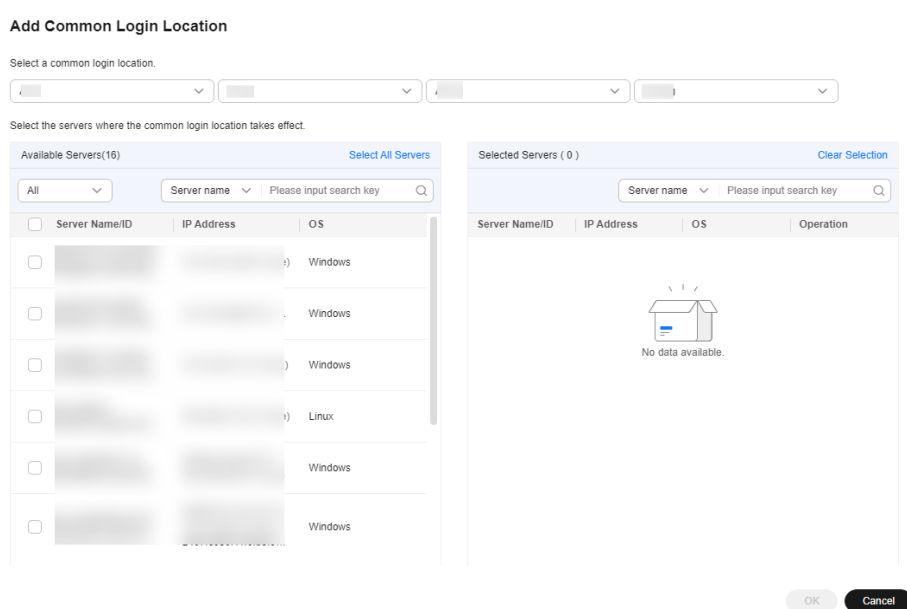 Add Common Login Location
Select a common login location.
Select the servers where the common login location takes effect.
Available Servers(16) Select All Servers
Selected Servers ( 0 ) Clear Selection
All Server name Please input search key
Server name Please input search key
Server Name/ID IP Address OS
Server Name/ID IP Address OS Operation
Windows
Windows
Windows
Linux
Windows
Windows
No data available.
OK Cancel